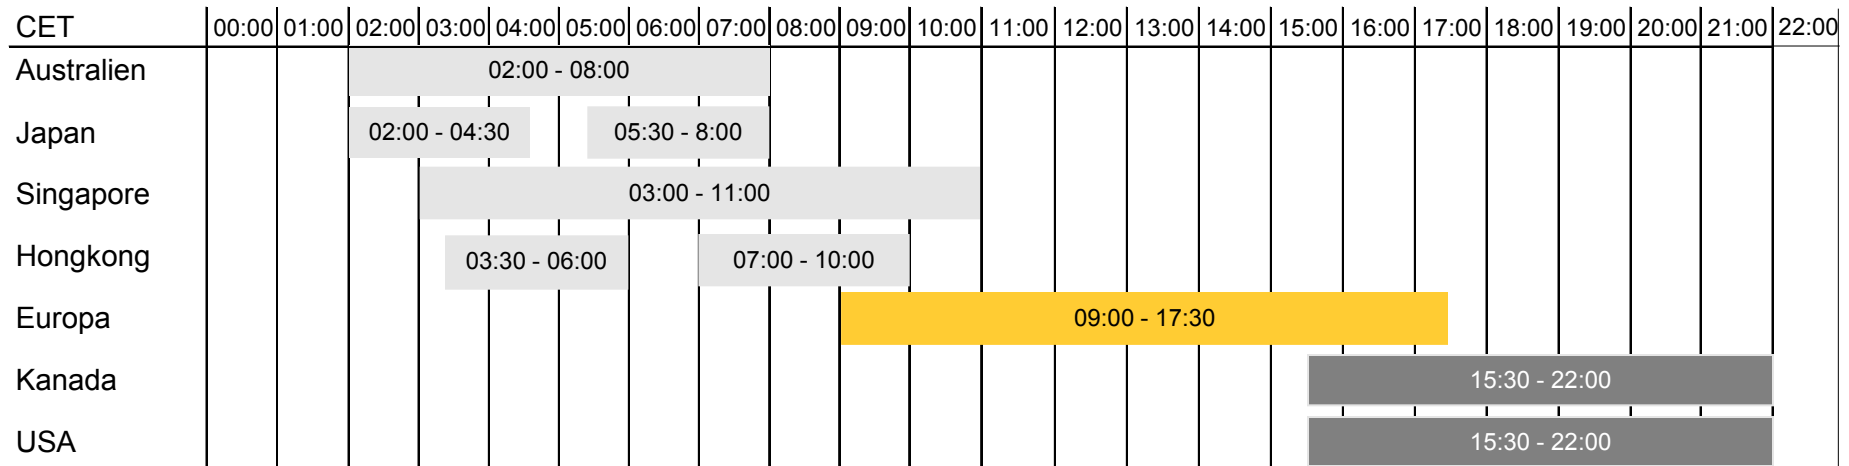 CET 00:00 01:00 02:00 03:00 04:00 05:00 06:00 07:00 08:00 09:00 10:00 11:00 12:00 13:00 14:00 15:00 16:00 17:00 18:00 19:00 20:00 21:00 22:00
Australien 02:00 - 08:00
Japan 02:00 - 04:30 05:30 - 8:00
Singapore 03:00 - 11:00
Hongkong 03:30 - 06:00 07:00 - 10:00
Europa 09:00 - 17:30
Kanada 15:30 - 22:00
USA 15:30 - 22:00